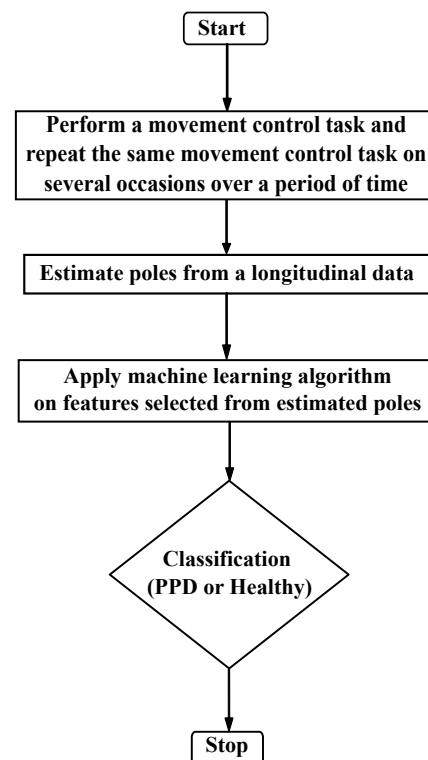 Start
Perform a movement control task and
repeat the same movement control task on
several occasions over a period of time
Estimate poles from a longitudinal data
Apply machine learning algorithm
on features selected from estimated poles
Classification
(PPD or Healthy)
Stop